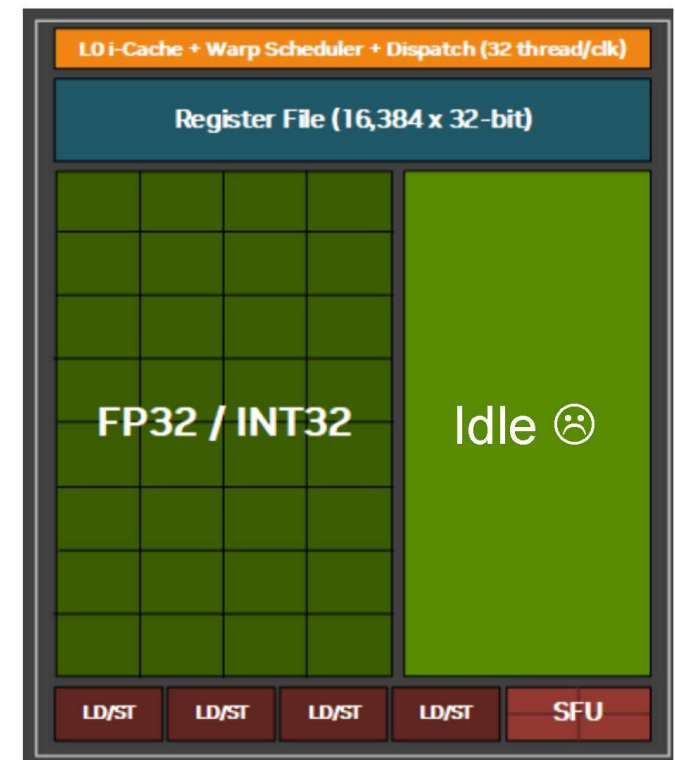 L0 i-Cache + Warp Scheduler + Dispatch (32 thread/clk)
Register File (16,384 x 32-bit)
FP32 / INT32
Idle ☹
LD/ST LD/ST LD/ST LD/ST SFU